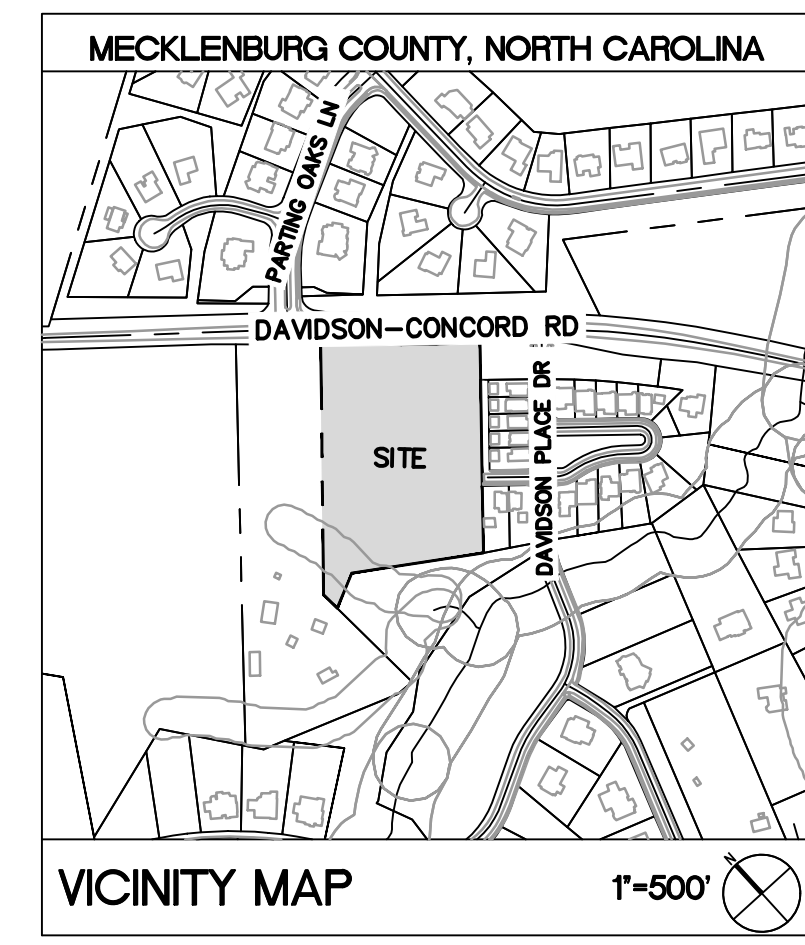 MECKLENBURG COUNTY, NORTH CAROLINA
PARTING OAKS LN
DAVIDSON-CONCORD RD
DAVIDSON PLACE DR
SITE
VICINITY MAP
1"=500'
N